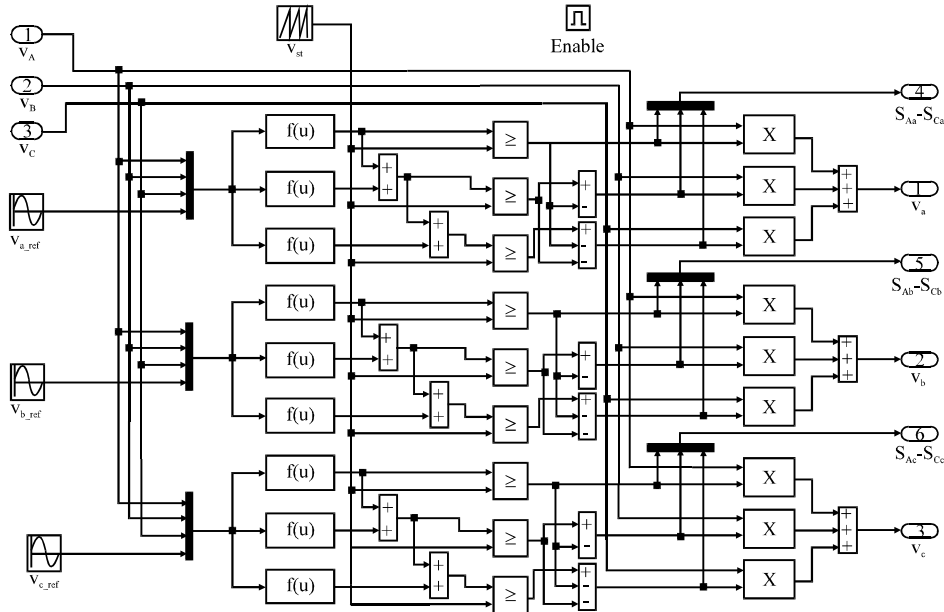 1
v_A
2
v_B
3
v_C
v_st
Enable
4
S_Aa-S_Ca
f(u)
≥
X
+
+
≥
+
-
+
+
+
1
v_a
f(u)
X
+
+
+
-
-
f(u)
≥
X
v_a_ref
5
S_Ab-S_Cb
f(u)
≥
X
+
+
f(u)
≥
+
-
X
+
+
+
2
v_b
+
+
+
-
-
f(u)
≥
X
v_b_ref
6
S_Ac-S_Cc
f(u)
≥
X
+
+
f(u)
≥
+
-
X
+
+
+
3
v_c
+
+
+
-
-
f(u)
≥
X
v_c_ref